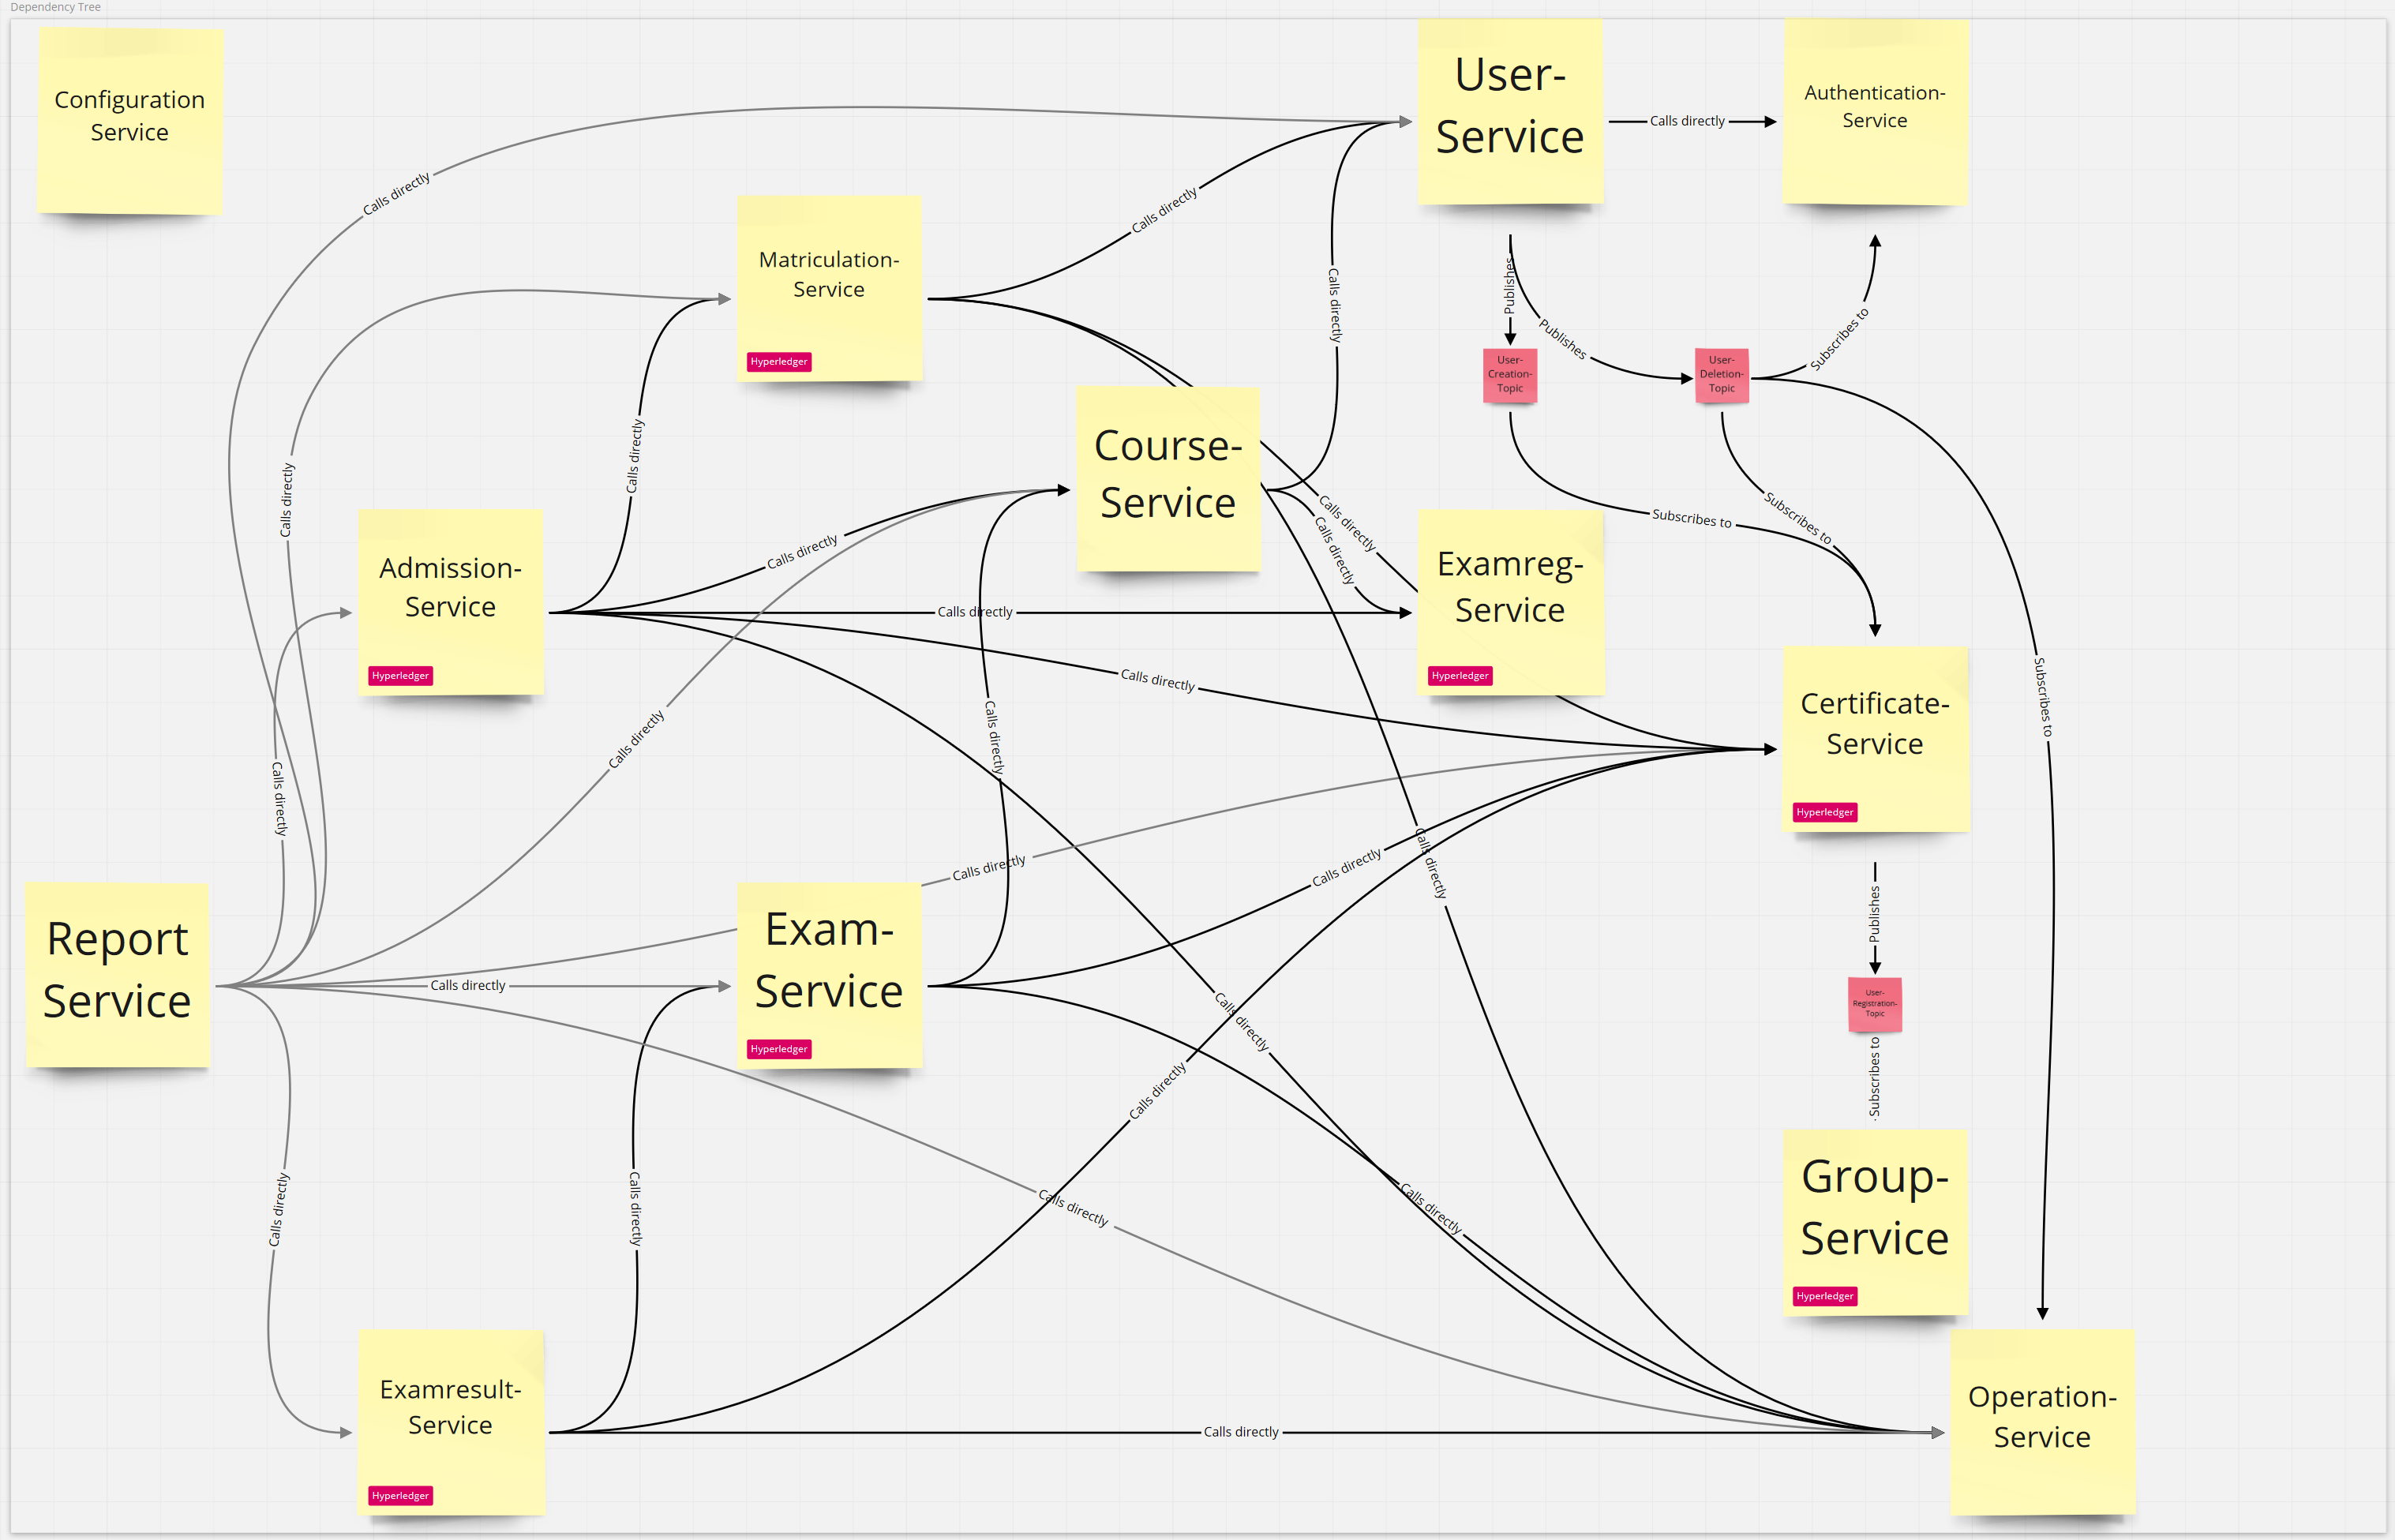 Dependency Tree
Configuration
Service
User-
Service
Authentication-
Service
Calls directly
Calls directly
Matriculation-
Service
Hyperledger
Calls directly
Calls directly
Publishes
Publishes
Subscribes to
User-
Creation-
Topic
User-
Deletion-
Topic
Course-
Service
Calls directly
Calls directly
Calls directly
Calls directly
Calls directly
Subscribes to
Subscribes to
Admission-
Service
Hyperledger
Calls directly
Examreg-
Service
Hyperledger
Calls directly
Subscribes to
Certificate-
Service
Hyperledger
Calls directly
Calls directly
Calls directly
Calls directly
Calls directly
Calls directly
Report
Service
Calls directly
Exam-
Service
Hyperledger
Publishes
Calls directly
User-
Registration-
Topic
Subscribes to
Calls directly
Calls directly
Calls directly
Calls directly
Calls directly
Group-
Service
Hyperledger
Examresult-
Service
Hyperledger
Calls directly
Operation-
Service